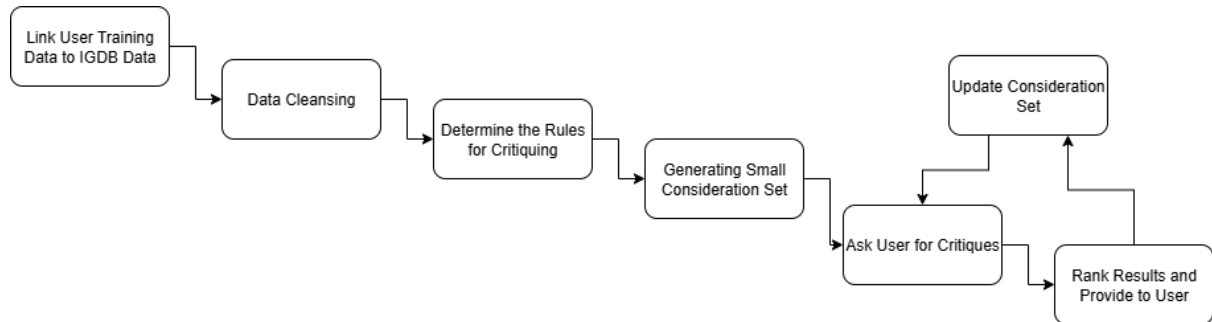 Link User Training
Data to IGDB Data
Data Cleansing
Determine the Rules
for Critiquing
Generating Small
Consideration Set
Ask User for Critiques
Rank Results and
Provide to User
Update Consideration
Set